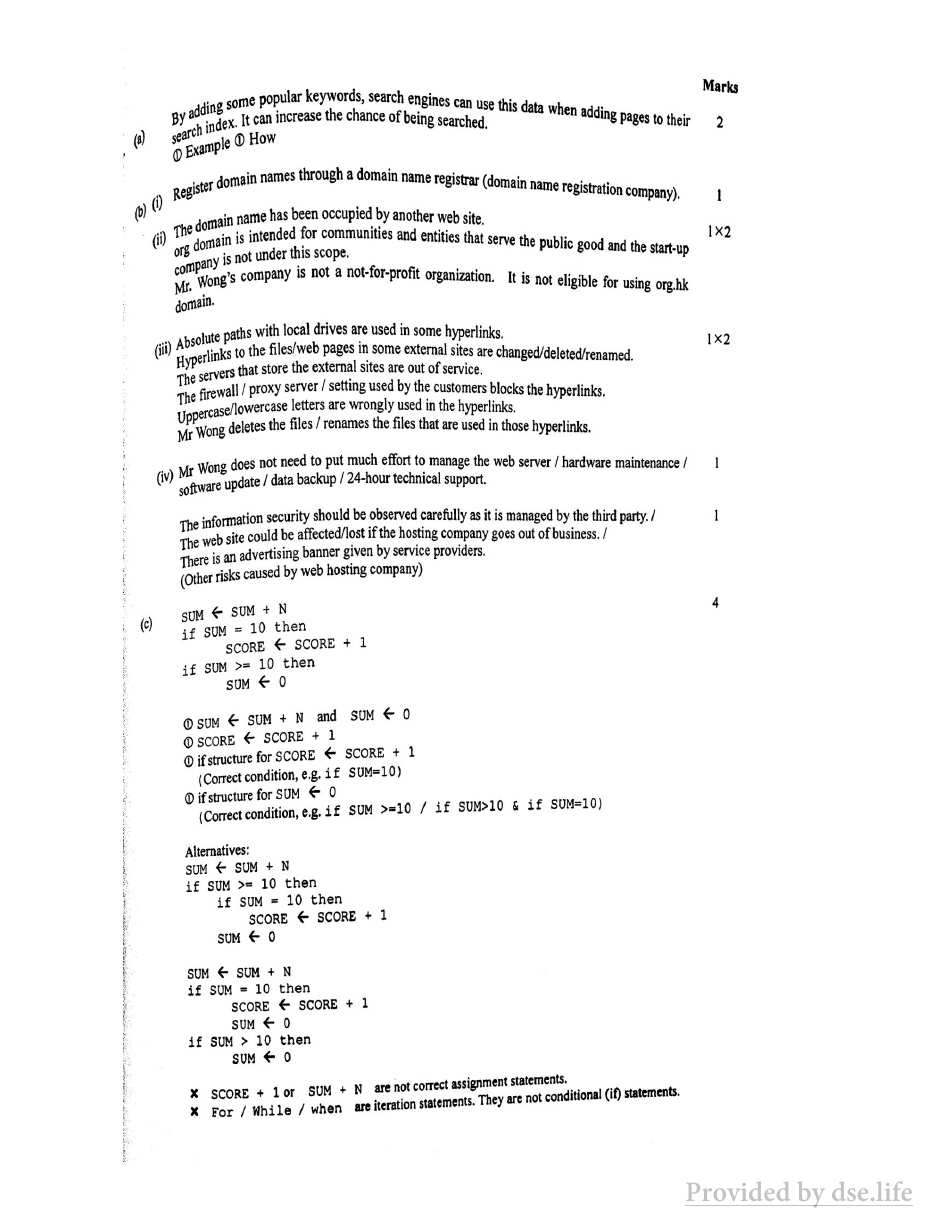 Marks
By adding some popular keywords, search engines can use this data when adding pages to their 2
(a) search index. It can increase the chance of being searched.
① Example ① How
(b) (i) Register domain names through a domain name registrar (domain name registration company). 1
(ii) The domain name has been occupied by another web site. 1×2
org domain is intended for communities and entities that serve the public good and the start-up
company is not under this scope.
Mr. Wong's company is not a not-for-profit organization. It is not eligible for using org.hk
domain.
(iii) Absolute paths with local drives are used in some hyperlinks. 1×2
Hyperlinks to the files/web pages in some external sites are changed/deleted/renamed.
The servers that store the external sites are out of service.
The firewall / proxy server / setting used by the customers blocks the hyperlinks.
Uppercase/lowercase letters are wrongly used in the hyperlinks.
Mr Wong deletes the files / renames the files that are used in those hyperlinks.
(iv) Mr Wong does not need to put much effort to manage the web server / hardware maintenance / 1
software update / data backup / 24-hour technical support.
The information security should be observed carefully as it is managed by the third party. / 1
The web site could be affected/lost if the hosting company goes out of business. /
There is an advertising banner given by service providers.
(Other risks caused by web hosting company)
(c) SUM ← SUM + N 4
if SUM = 10 then
SCORE ← SCORE + 1
if SUM >= 10 then
SUM ← 0
① SUM ← SUM + N and SUM ← 0
① SCORE ← SCORE + 1
① if structure for SCORE ← SCORE + 1
(Correct condition, e.g. if SUM=10)
① if structure for SUM ← 0
(Correct condition, e.g. if SUM >=10 / if SUM>10 & if SUM=10)
Alternatives:
SUM ← SUM + N
if SUM >= 10 then
if SUM = 10 then
SCORE ← SCORE + 1
SUM ← 0
SUM ← SUM + N
if SUM = 10 then
SCORE ← SCORE + 1
SUM ← 0
if SUM > 10 then
SUM ← 0
✗ SCORE + 1 or SUM + N are not correct assignment statements.
✗ For / While / when are iteration statements. They are not conditional (if) statements.
Provided by dse.life